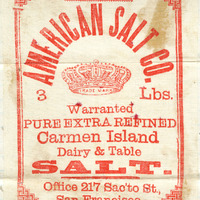 AMERICAN SALT CO.
TRADE MARK
3 Lbs.
Warranted
PURE EXTRA REFINED
Carmen Island
Dairy & Table
SALT.
Office 217 Sac'to St.,
San Francisco